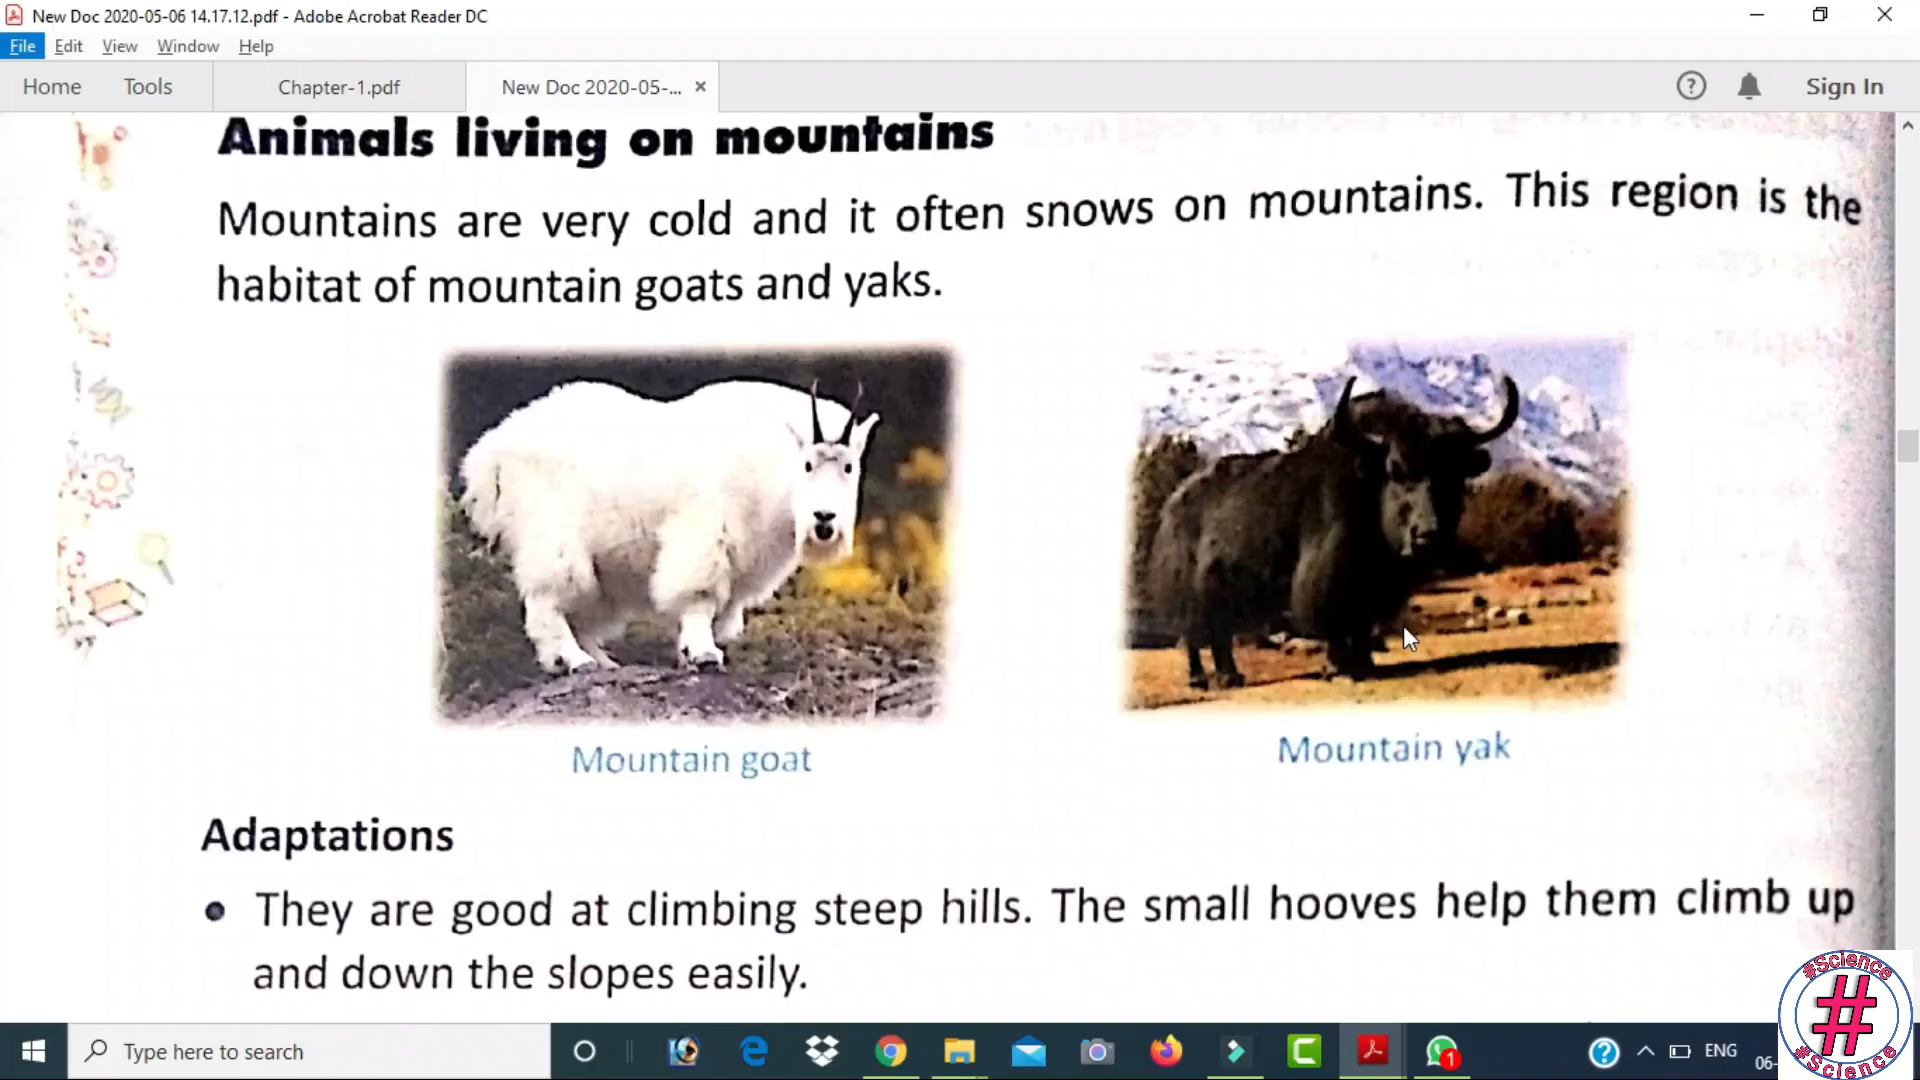 New Doc 2020-05-06 14.17.12.pdf - Adobe Acrobat Reader DC
File Edit View Window Help
Home Tools Chapter-1.pdf New Doc 2020-05-... × Sign In
Animals living on mountains
Mountains are very cold and it often snows on mountains. This region is the
habitat of mountain goats and yaks.
Mountain goat
Mountain yak
Adaptations
• They are good at climbing steep hills. The small hooves help them climb up
and down the slopes easily.
#Science
#
#Science
Type here to search
1
ENG
06-